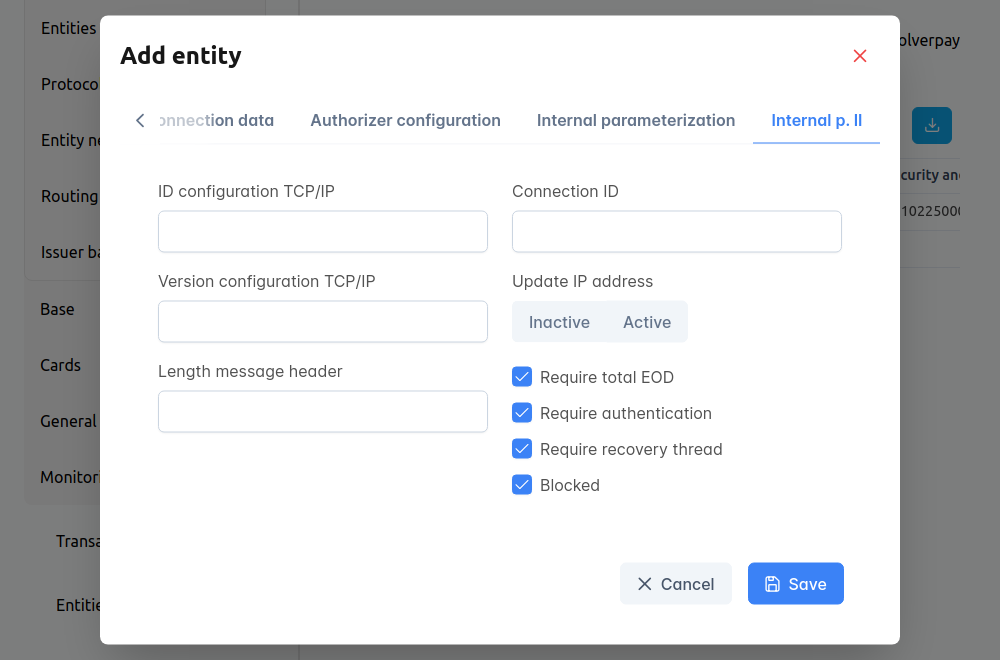 Entities
Protoco
Entity ne
Routing
Issuer ba
Base
Cards
General
Monitor
Transa
Entitie
olverpay
curity an
10225000
Add entity
onnection data Authorizer configuration Internal parameterization Internal p. II
ID configuration TCP/IP Connection ID
Version configuration TCP/IP Update IP address
Inactive Active
Length message header
Require total EOD
Require authentication
Require recovery thread
Blocked
Cancel Save